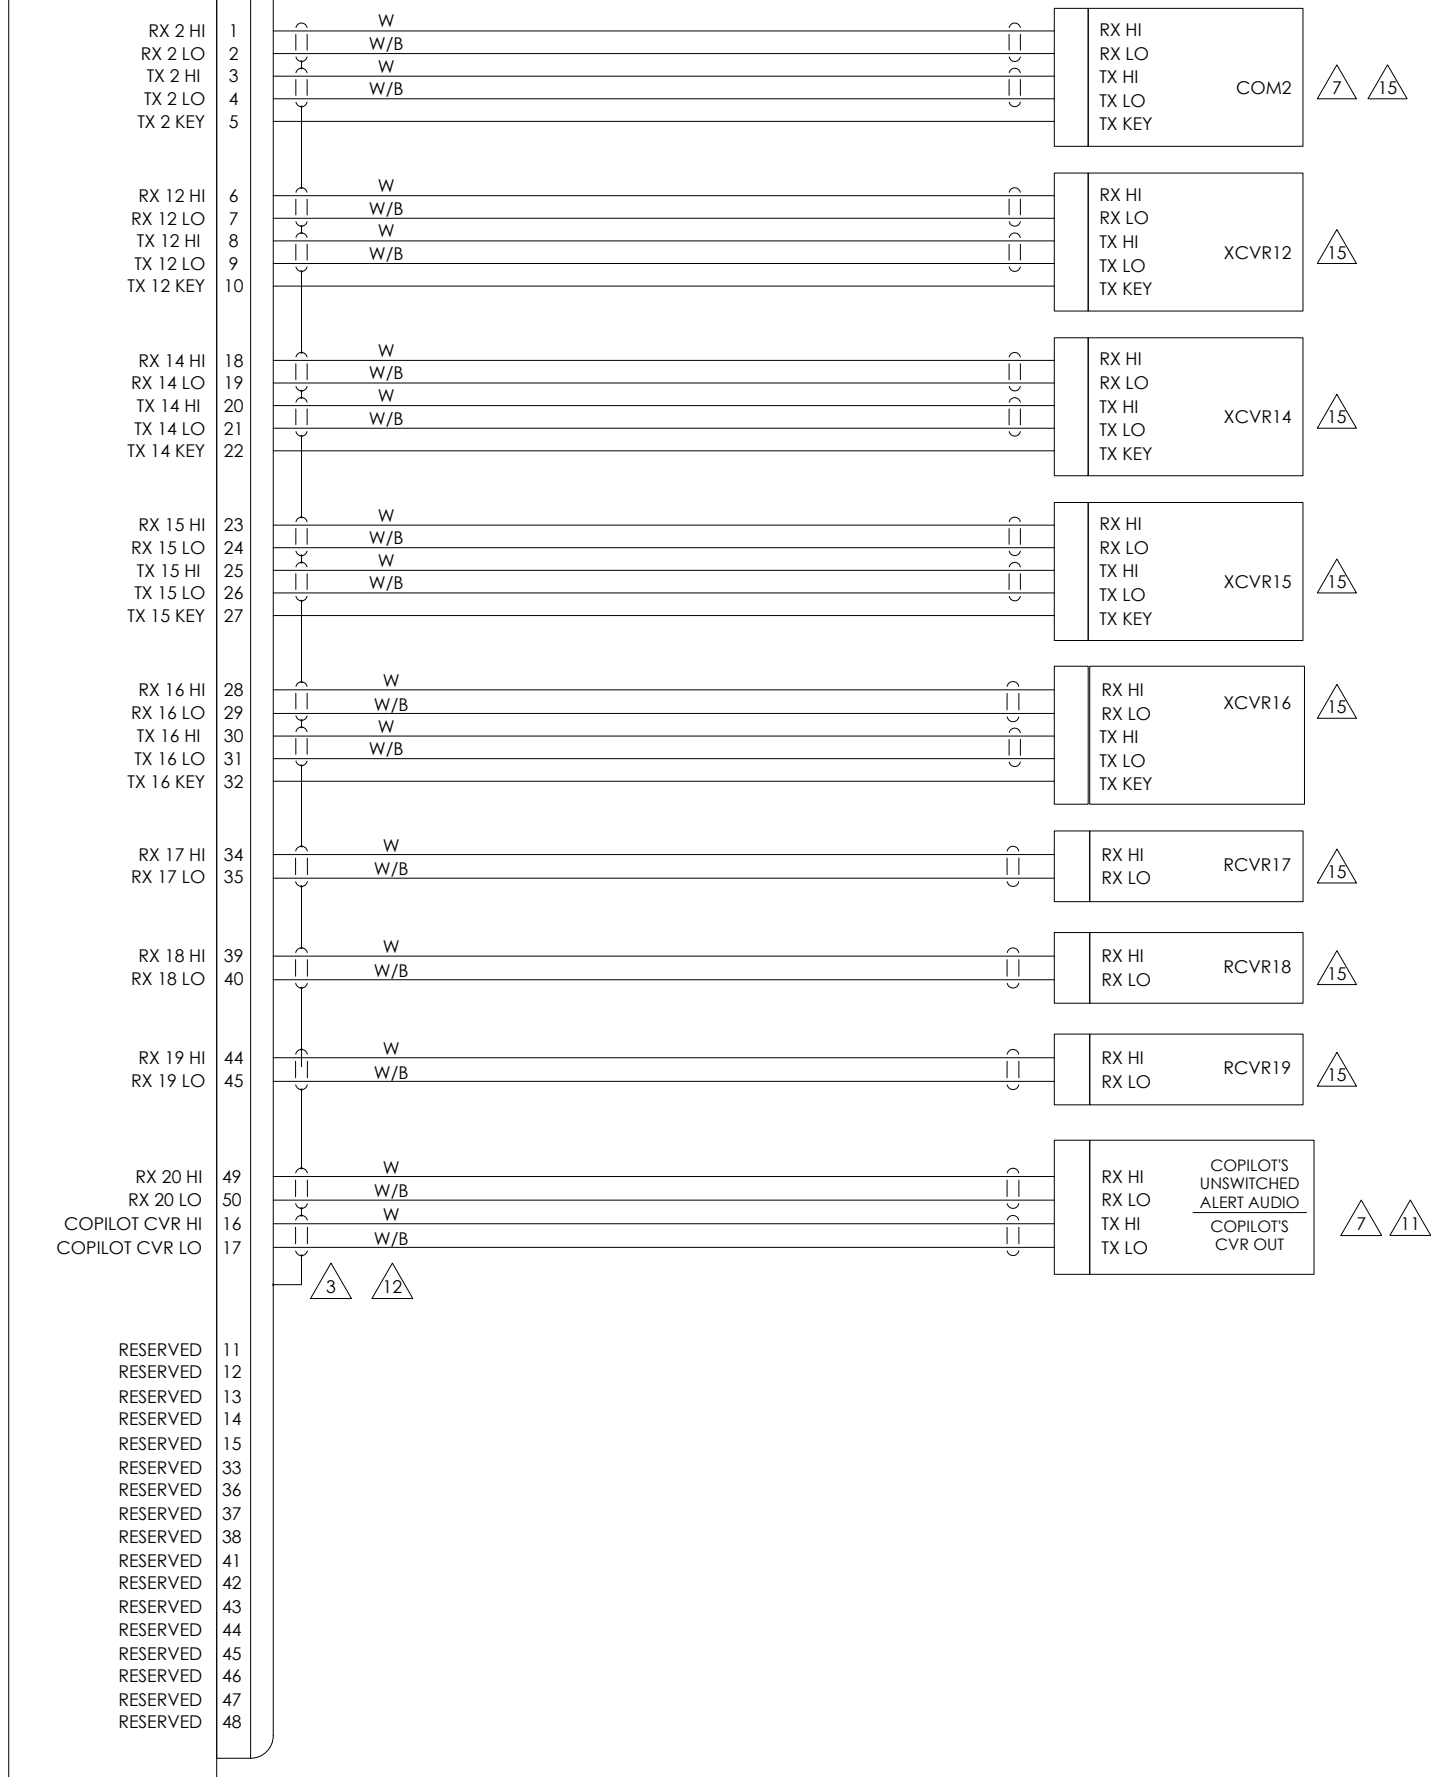 W
RX 2 HI 1 RX HI
W/B
RX 2 LO 2 RX LO
W
TX 2 HI 3 TX HI
COM2 7 15
W/B
TX 2 LO 4 TX LO
TX 2 KEY 5 TX KEY
W
RX 12 HI 6 RX HI
W/B
RX 12 LO 7 RX LO
W
TX 12 HI 8 TX HI
XCVR12 15
W/B
TX 12 LO 9 TX LO
TX 12 KEY 10 TX KEY
W
RX 14 HI 18 RX HI
W/B
RX 14 LO 19 RX LO
W
TX 14 HI 20 TX HI
XCVR14 15
W/B
TX 14 LO 21 TX LO
TX 14 KEY 22 TX KEY
W
RX 15 HI 23 RX HI
W/B
RX 15 LO 24 RX LO
W
TX 15 HI 25 TX HI
XCVR15 15
W/B
TX 15 LO 26 TX LO
TX 15 KEY 27 TX KEY
W
RX 16 HI 28 RX HI
XCVR16 15
W/B
RX 16 LO 29 RX LO
W
TX 16 HI 30 TX HI
W/B
TX 16 LO 31 TX LO
TX 16 KEY 32 TX KEY
W
RX 17 HI 34 RX HI
RCVR17 15
W/B
RX 17 LO 35 RX LO
W
RX 18 HI 39 RX HI
RCVR18 15
W/B
RX 18 LO 40 RX LO
W
RX 19 HI 44 RX HI
RCVR19 15
W/B
RX 19 LO 45 RX LO
COPILOT'S
W
RX 20 HI 49 RX HI
UNSWITCHED
W/B
RX 20 LO 50 RX LO
ALERT AUDIO
W
COPILOT CVR HI 16 TX HI
COPILOT'S
7 11
W/B
COPILOT CVR LO 17 TX LO
CVR OUT
3 12
RESERVED 11
RESERVED 12
RESERVED 13
RESERVED 14
RESERVED 15
RESERVED 33
RESERVED 36
RESERVED 37
RESERVED 38
RESERVED 41
RESERVED 42
RESERVED 43
RESERVED 44
RESERVED 45
RESERVED 46
RESERVED 47
RESERVED 48